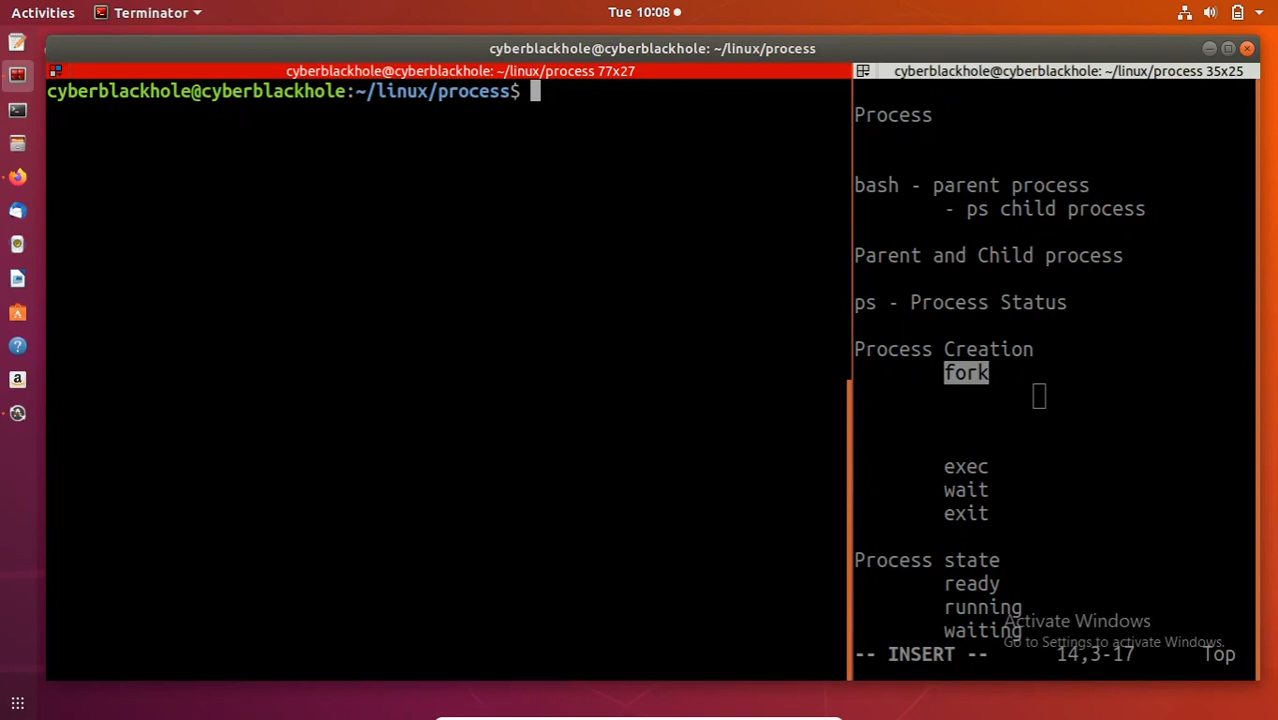 Activities Terminator Tue 10:08
cyberblackhole@cyberblackhole: ~/linux/process
cyberblackhole@cyberblackhole: ~/linux/process 77x27
cyberblackhole@cyberblackhole:~/linux/process$
cyberblackhole@cyberblackhole: ~/linux/process 35x25
Process
bash - parent process
- ps child process
Parent and Child process
ps - Process Status
Process Creation
fork
exec
wait
exit
Process state
ready
running
waiting
-- INSERT -- 14,3-17 Top
Activate Windows
Go to Settings to activate Windows.
a